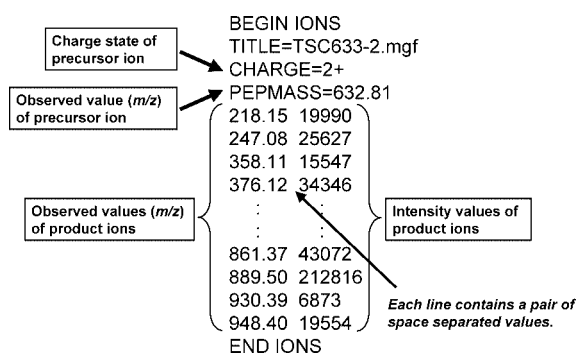 BEGIN IONS
TITLE=TSC633-2.mgf
Charge state of
precursor ion
CHARGE=2+
PEPMASS=632.81
Observed value (m/z)
of precursor ion
218.15 19990
247.08 25627
358.11 15547
376.12 34346
: :
: :
861.37 43072
889.50 212816
930.39 6873
948.40 19554
END IONS
Observed values (m/z)
of product ions
Intensity values of
product ions
Each line contains a pair of
space separated values.